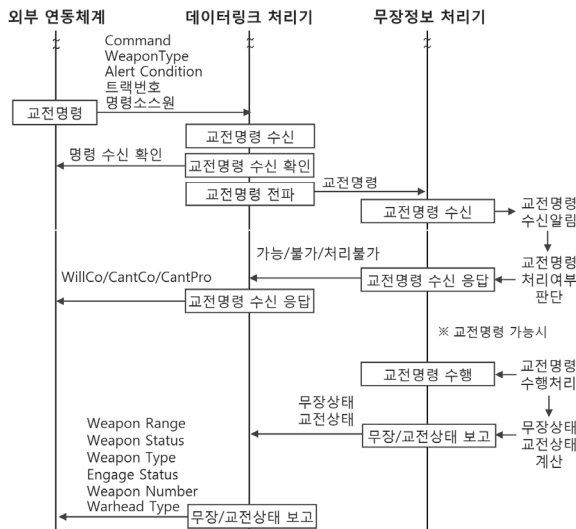 외부 연동체계
데이터링크 처리기
무장정보 처리기
Command
WeaponType
Alert Condition
트랙번호
명령소스원
교전명령
교전명령 수신
명령 수신 확인
교전명령 수신 확인
교전명령 전파
교전명령
교전명령 수신
교전명령
수신알림
가능/불가/처리불가
WillCo/CantCo/CantPro
교전명령 수신 응답
교전명령
처리여부
판단
교전명령 수신 응답
※ 교전명령 가능시
교전명령 수행
교전명령
수행처리
무장상태
교전상태
무장/교전상태 보고
무장상태
교전상태
계산
Weapon Range
Weapon Status
Weapon Type
Engage Status
Weapon Number
Warhead Type
무장/교전상태 보고